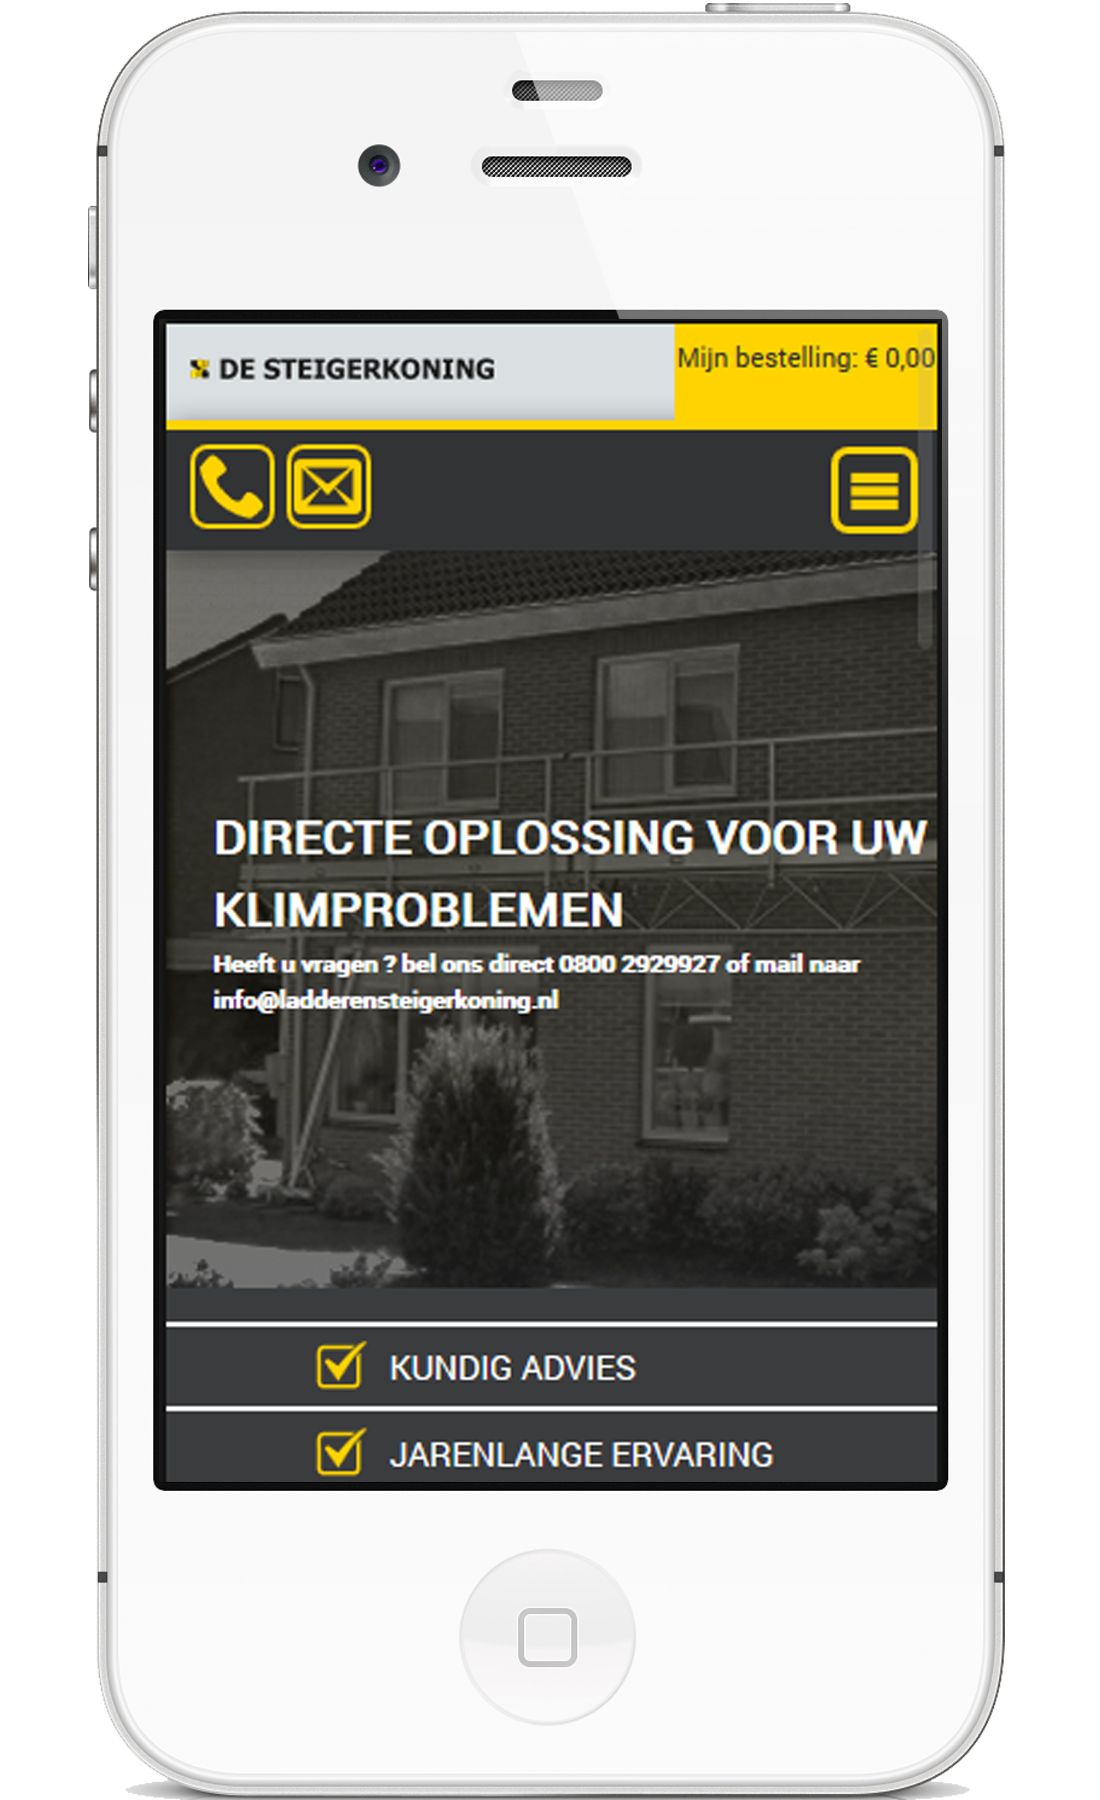 DE STEIGERKONING
Mijn bestelling: € 0,00
DIRECTE OPLOSSING VOOR UW
KLIMPROBLEMEN
Heeft u vragen ? bel ons direct 0800 2929927 of mail naar
info@ladderensteigerkoning.nl
KUNDIG ADVIES
JARENLANGE ERVARING